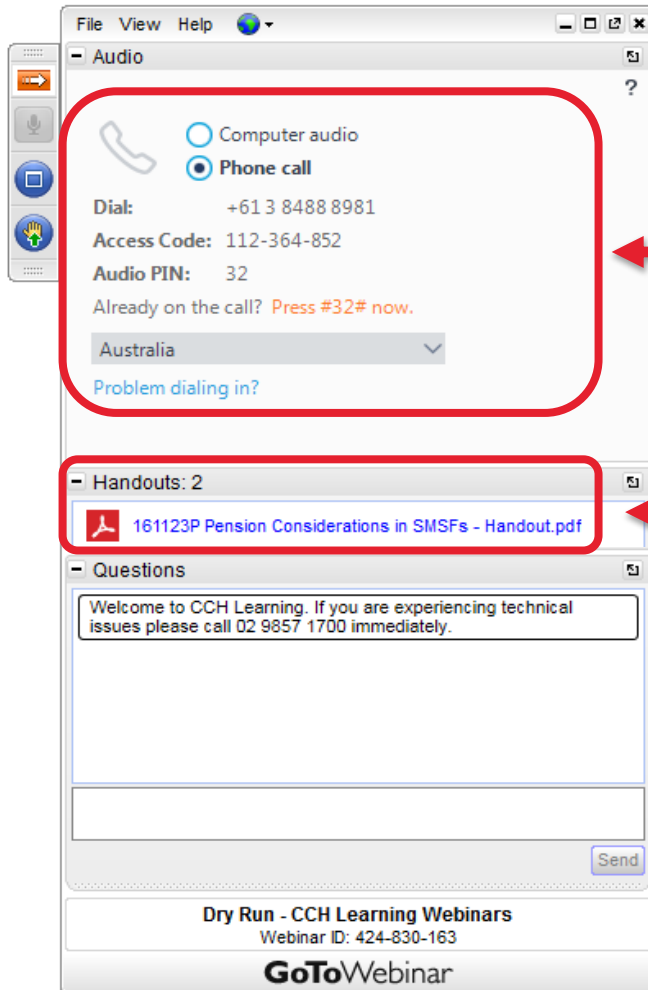 File View Help
Audio
?
Computer audio
Phone call
Dial: +61 3 8488 8981
Access Code: 112-364-852
Audio PIN: 32
Already on the call? Press #32# now.
Australia
Problem dialing in?
Handouts: 2
161123P Pension Considerations in SMSFs - Handout.pdf
Questions
Welcome to CCH Learning. If you are experiencing technical
issues please call 02 9857 1700 immediately.
Send
Dry Run - CCH Learning Webinars
Webinar ID: 424-830-163
GoToWebinar